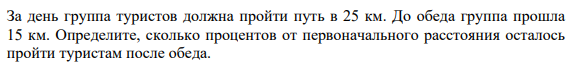 За день группа туристов должна пройти путь в 25 км. До обеда группа прошла
15 км. Определите, сколько процентов от первоначального расстояния осталось
пройти туристам после обеда.